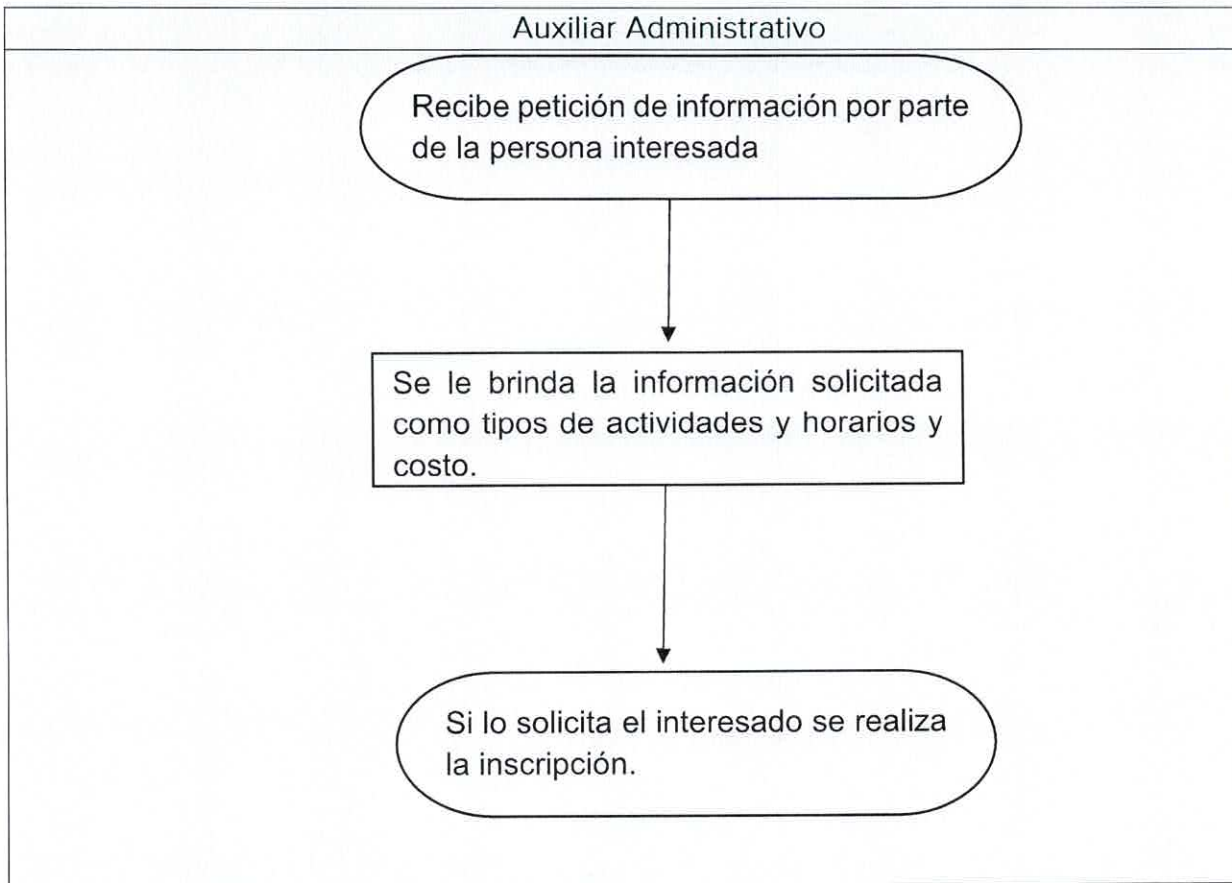 Auxiliar Administrativo
Recibe petición de información por parte
de la persona interesada
Se le brinda la información solicitada
como tipos de actividades y horarios y
costo.
Si lo solicita el interesado se realiza
la inscripción.